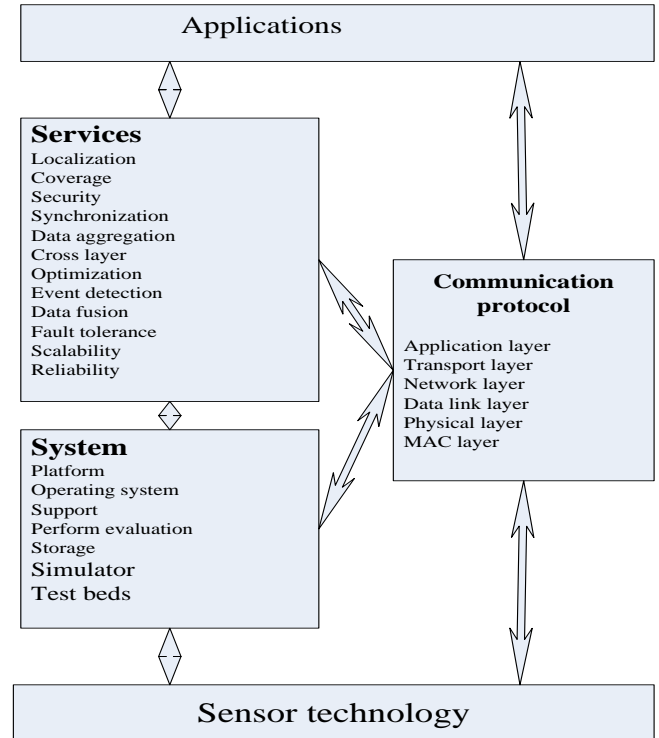 Applications
Services
Localization
Coverage
Security
Synchronization
Data aggregation
Cross layer
Optimization
Event detection
Data fusion
Fault tolerance
Scalability
Reliability
Communication
protocol
Application layer
Transport layer
Network layer
Data link layer
Physical layer
MAC layer
System
Platform
Operating system
Support
Perform evaluation
Storage
Simulator
Test beds
Sensor technology